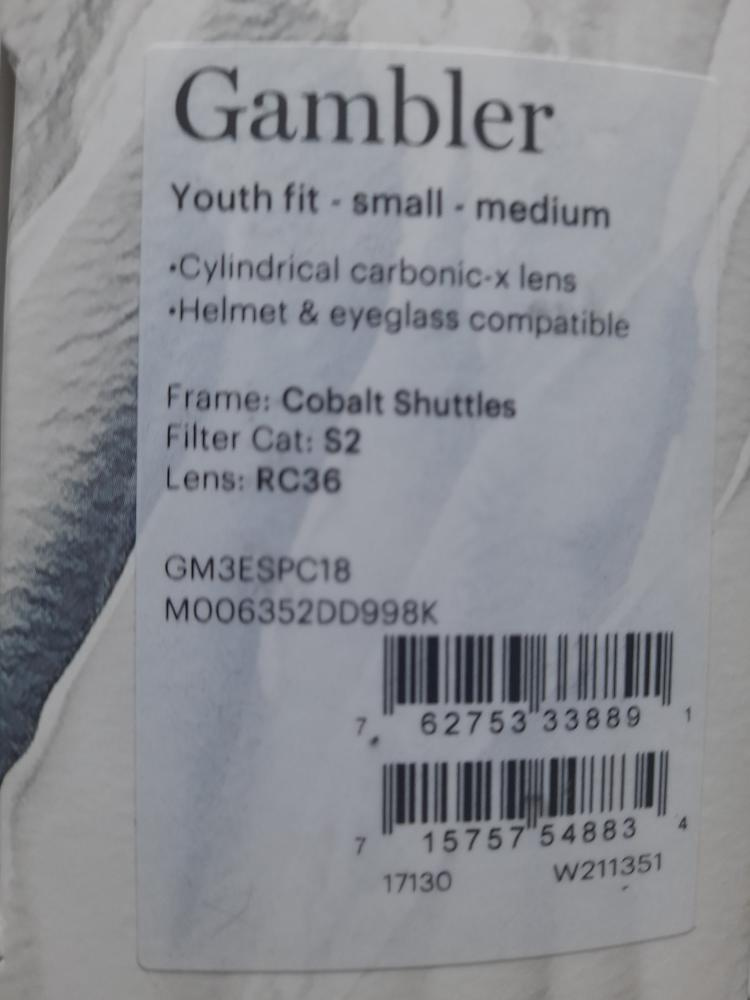 Gambler
Youth fit - small - medium
•Cylindrical carbonic-x lens
•Helmet & eyeglass compatible
Frame: Cobalt Shuttles
Filter Cat: S2
Lens: RC36
GM3ESPC18
M006352DD998K
7 62753 33889 1
7 15757 54883 4
17130 W211351